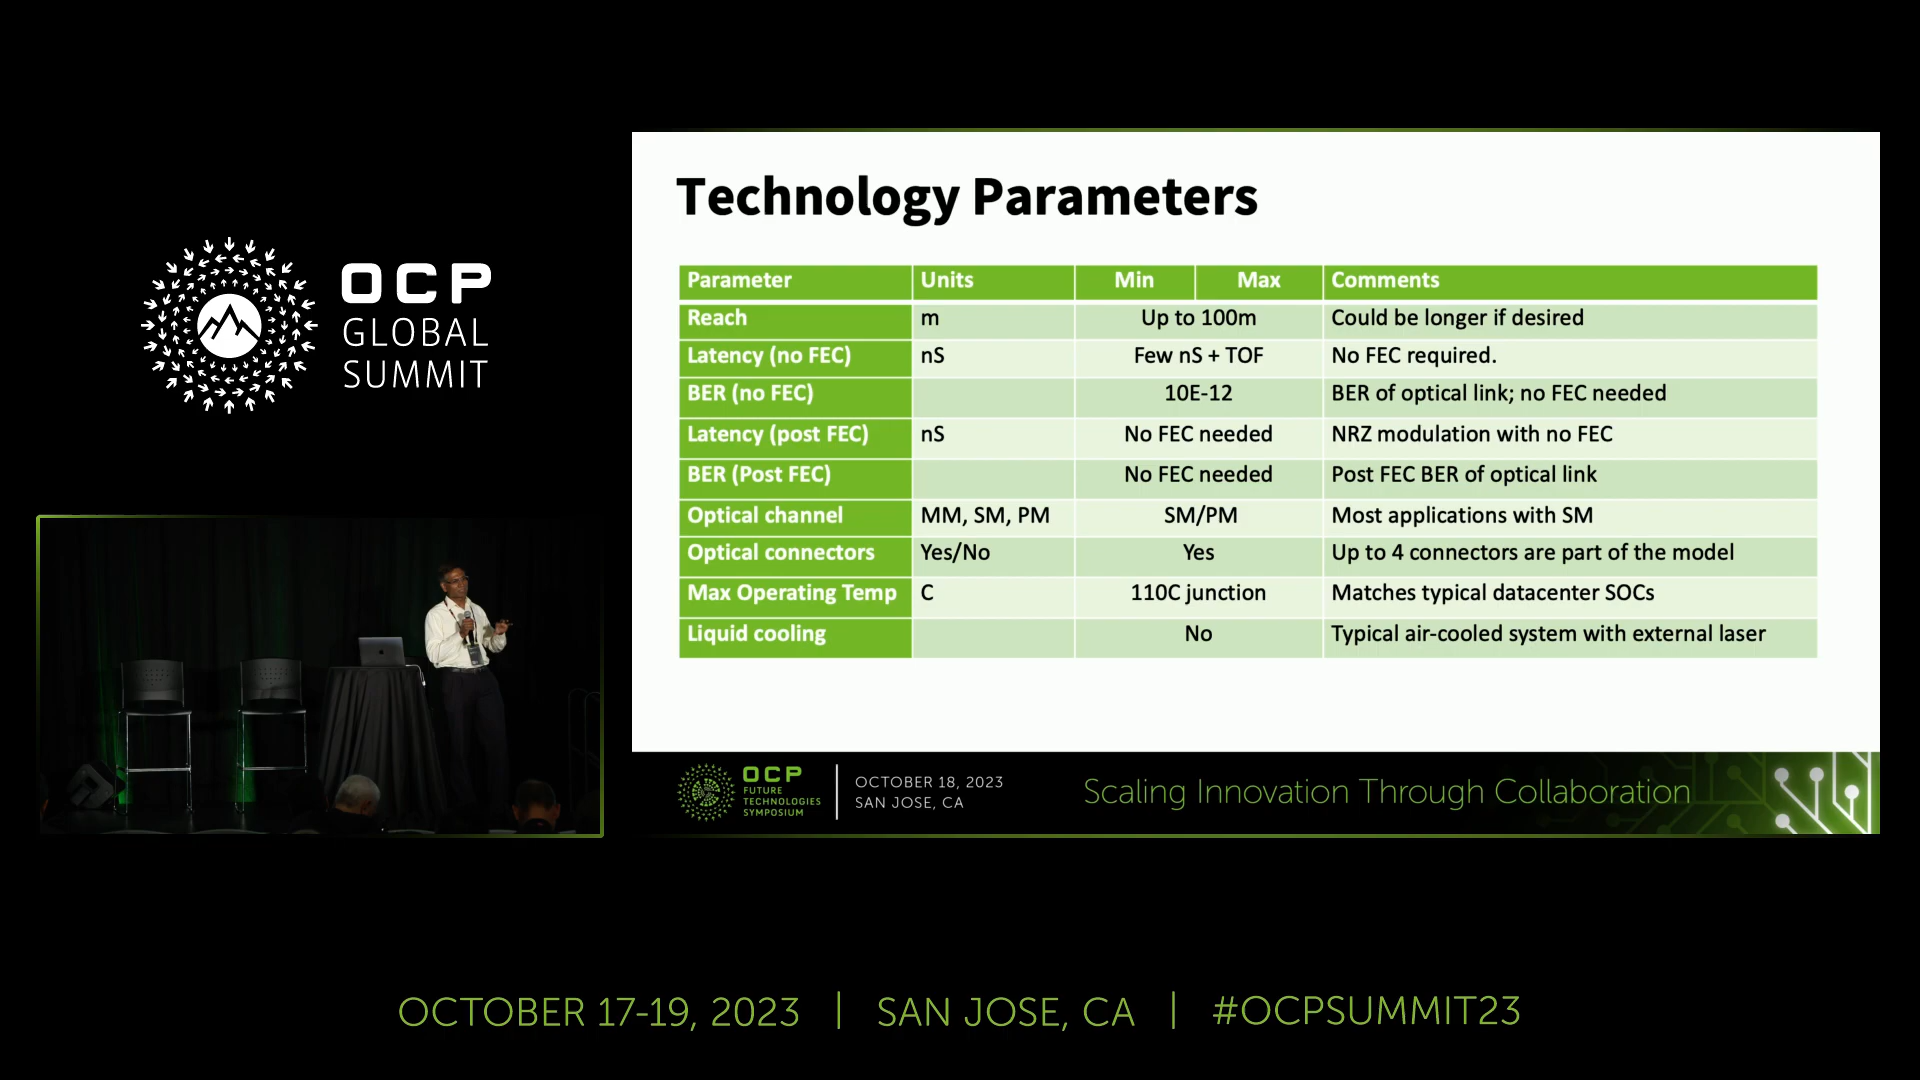 OCP
GLOBAL
SUMMIT
Technology Parameters
Parameter Units Min Max Comments
Reach m Up to 100m Could be longer if desired
Latency (no FEC) nS Few nS + TOF No FEC required.
BER (no FEC) 10E-12 BER of optical link; no FEC needed
Latency (post FEC) nS No FEC needed NRZ modulation with no FEC
BER (Post FEC) No FEC needed Post FEC BER of optical link
Optical channel MM, SM, PM SM/PM Most applications with SM
Optical connectors Yes/No Yes Up to 4 connectors are part of the model
Max Operating Temp C 110C junction Matches typical datacenter SOCs
Liquid cooling No Typical air-cooled system with external laser
OCP
FUTURE
TECHNOLOGIES
SYMPOSIUM
OCTOBER 18, 2023
SAN JOSE, CA
Scaling Innovation Through Collaboration
OCTOBER 17-19, 2023 | SAN JOSE, CA | #OCPSUMMIT23